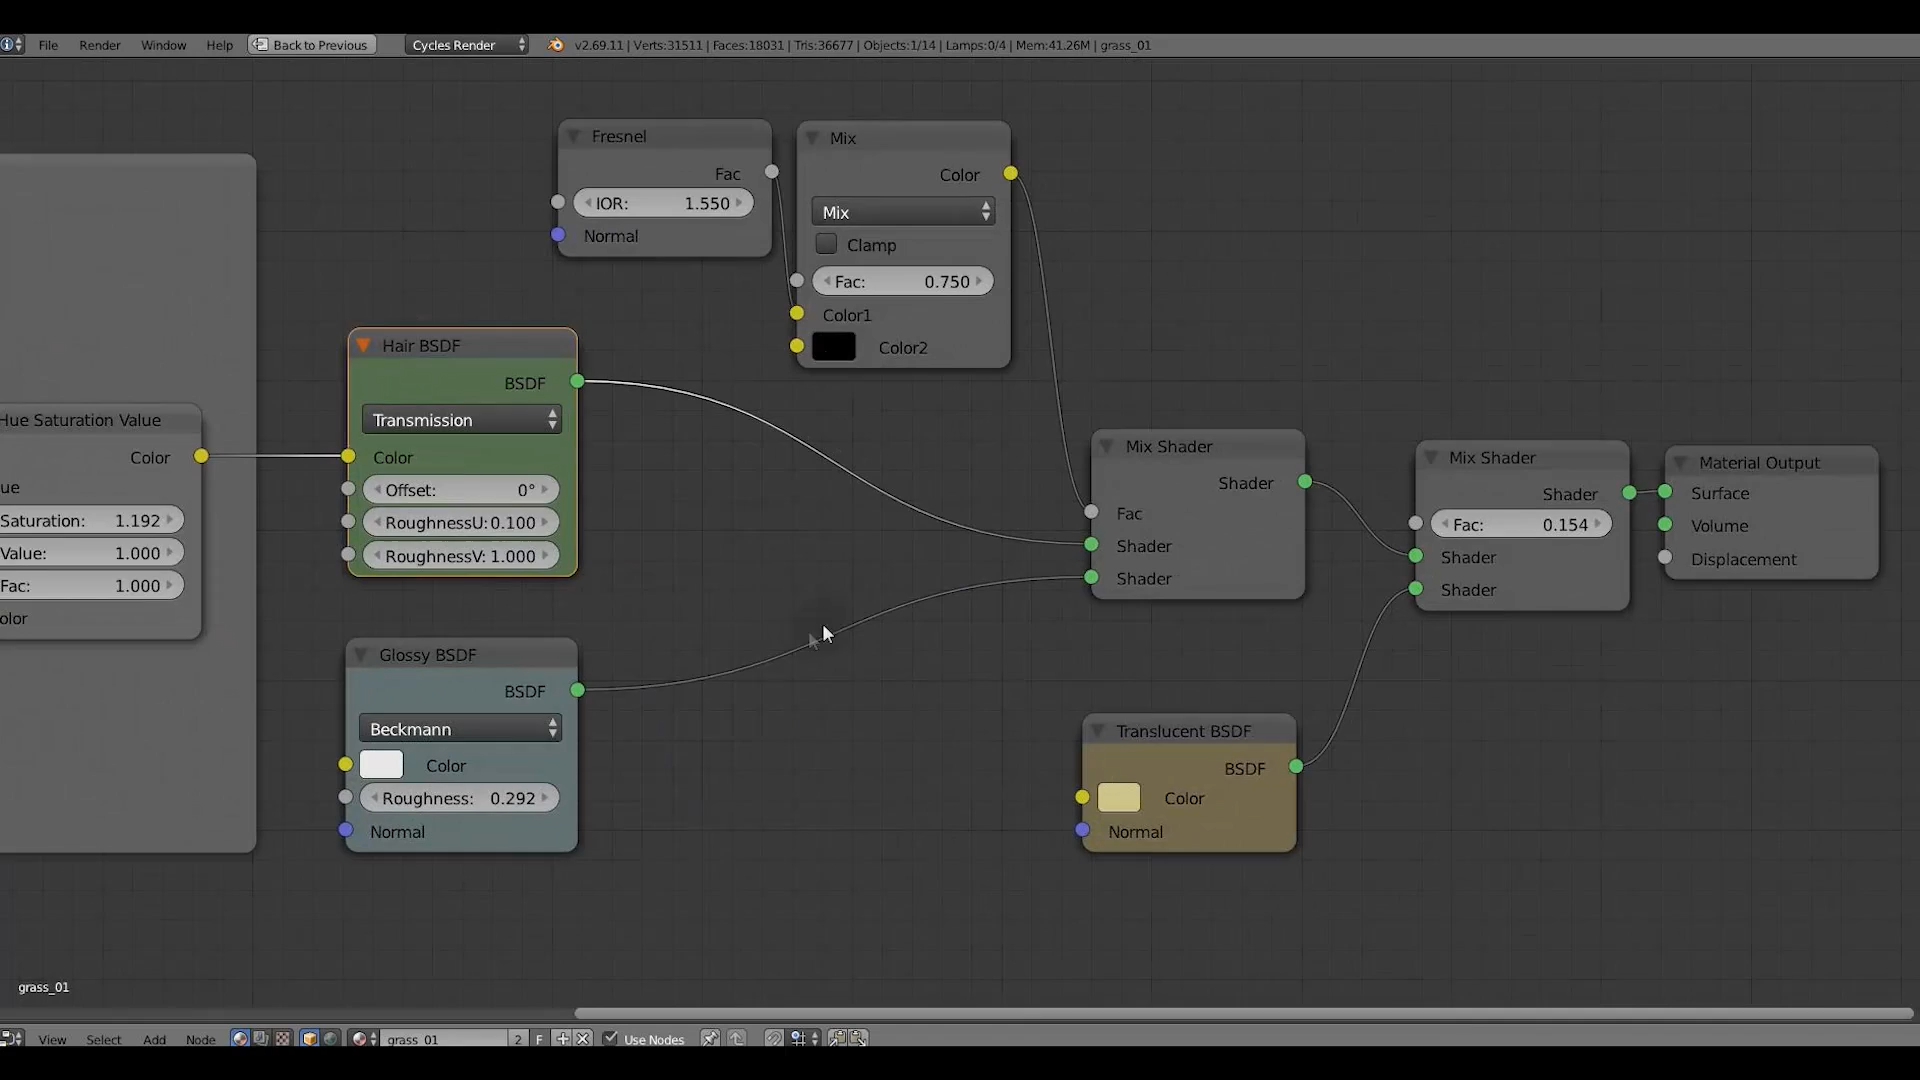 File Render Window Help Back to Previous Cycles Render v2.69.11 | Verts:31511 | Faces:18031 | Tris:36677 | Objects:1/14 | Lamps:0/4 | Mem:41.26M | grass_01
Fresnel
Fac
IOR: 1.550
Normal
Mix
Color
Mix
Clamp
Fac: 0.750
Color1
Color2
Hue Saturation Value
Color
ue
Saturation: 1.192
Value: 1.000
Fac: 1.000
olor
Hair BSDF
BSDF
Transmission
Color
Offset: 0°
RoughnessU: 0.100
RoughnessV: 1.000
Glossy BSDF
BSDF
Beckmann
Color
Roughness: 0.292
Normal
Mix Shader
Shader
Fac
Shader
Shader
Translucent BSDF
BSDF
Color
Normal
Mix Shader
Shader
Fac: 0.154
Shader
Shader
Material Output
Surface
Volume
Displacement
grass_01
View Select Add Node grass_01 2 F Use Nodes